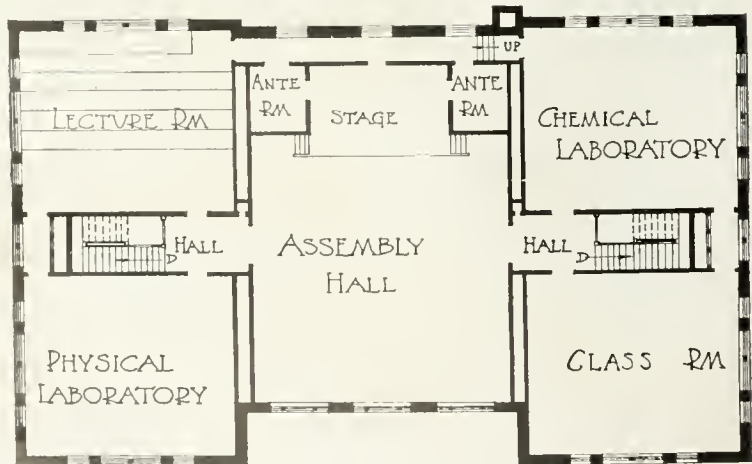 UP
ANTE
RM
ANTE
RM
LECTURE RM
STAGE
CHEMICAL
LABORATORY
HALL
ASSEMBLY
HALL
HALL
D
D
PHYSICAL
LABORATORY
CLASS RM